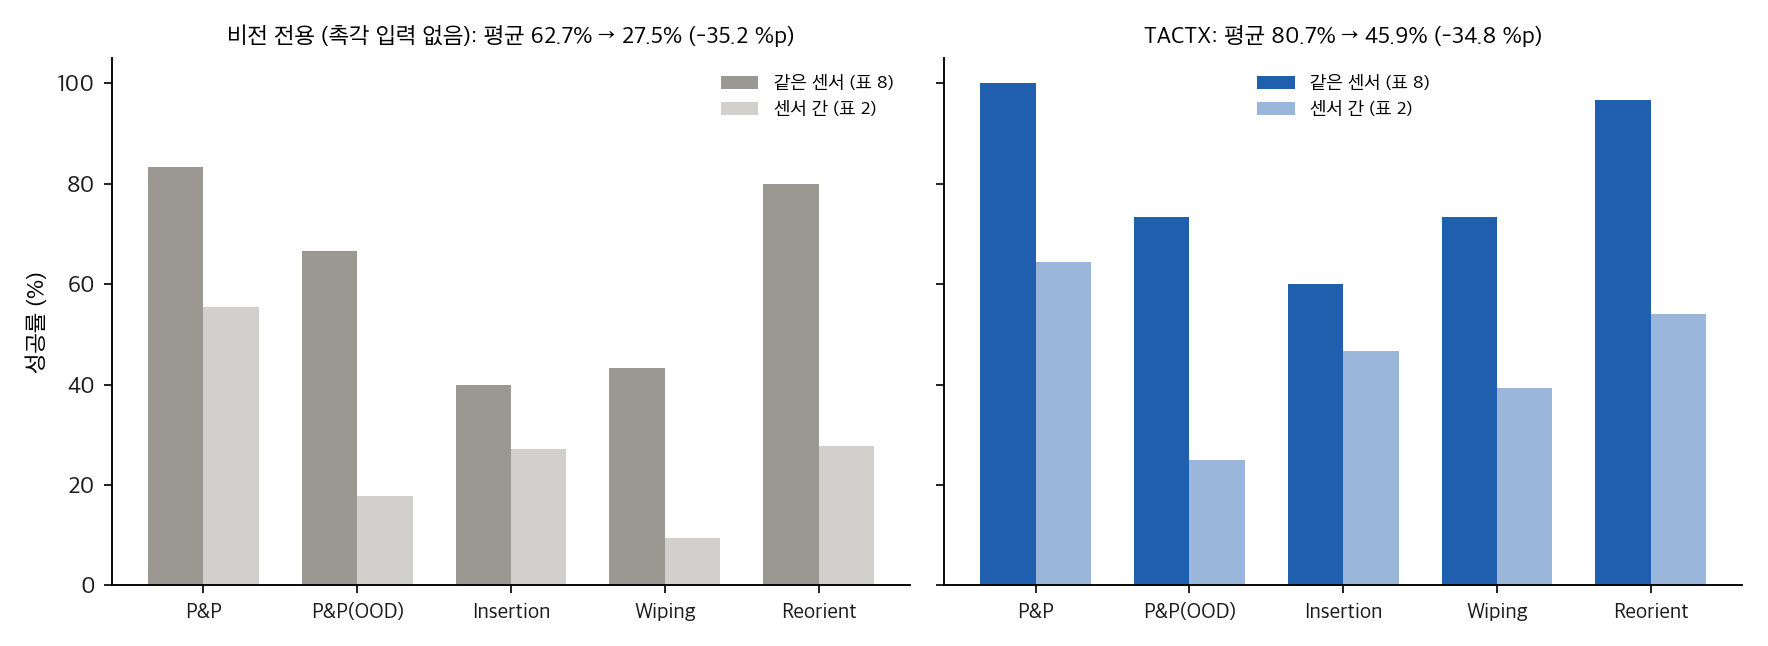 비전 전용 (촉각 입력 없음): 평균 62.7% → 27.5% (−35.2 %p)
같은 센서 (표 8)
센서 간 (표 2)
성공률 (%)
100
80
60
40
20
0
P&P
P&P(OOD)
Insertion
Wiping
Reorient
TACTX: 평균 80.7% → 45.9% (−34.8 %p)
같은 센서 (표 8)
센서 간 (표 2)
P&P
P&P(OOD)
Insertion
Wiping
Reorient